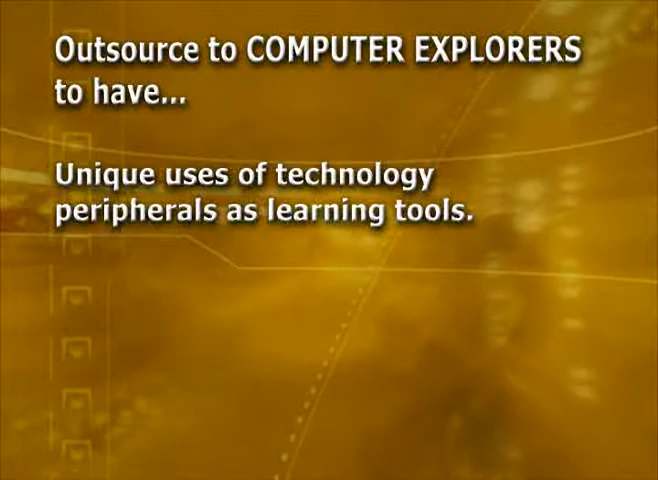 Outsource to COMPUTER EXPLORERS
to have...
Unique uses of technology
peripherals as learning tools.